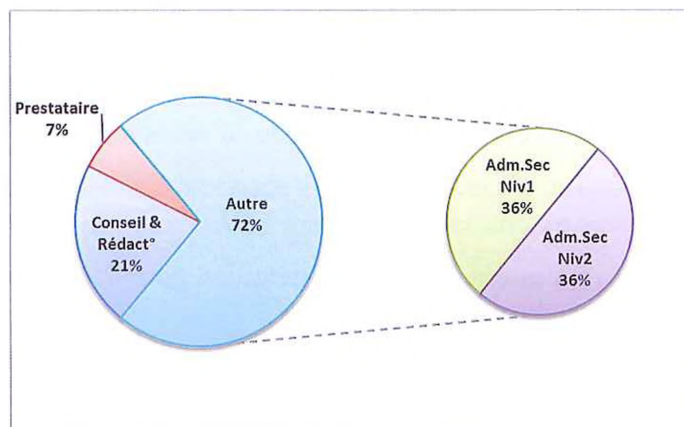 Prestataire
7%
Conseil &
Rédact°
21%
Autre
72%
Adm.Sec
Niv1
36%
Adm.Sec
Niv2
36%